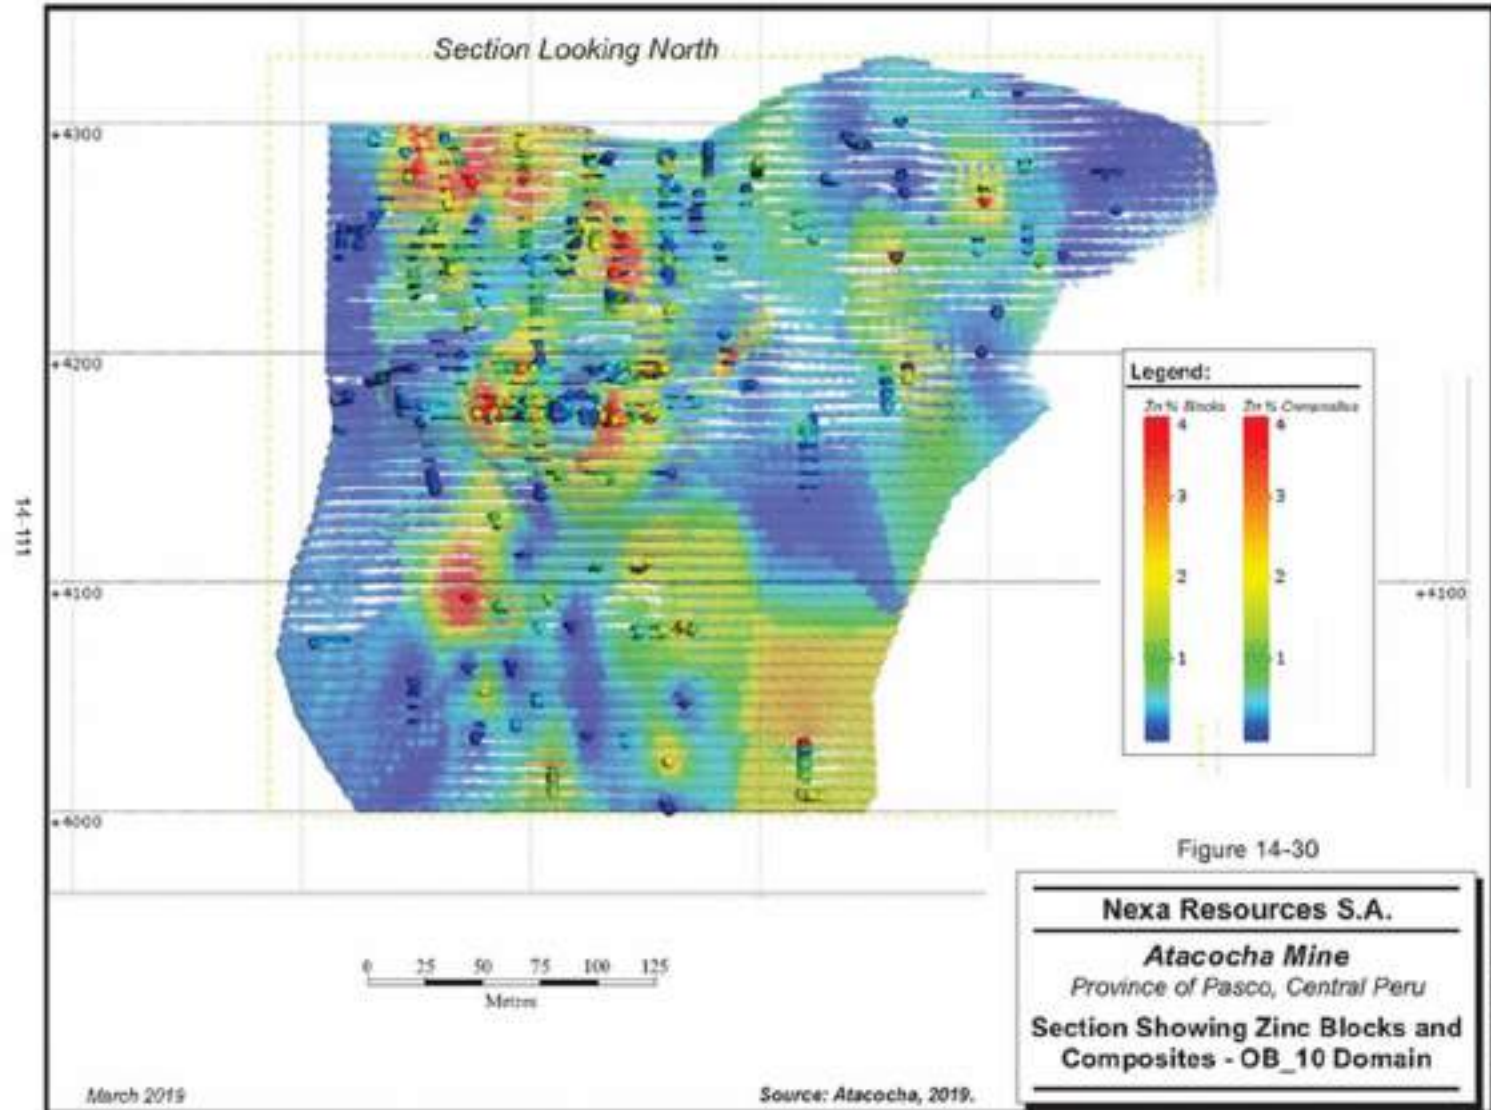 Section Looking North
+4300
+4200
+4100
+4100
+4000
14-111
Legend:
Zn % Blocks Zn % Composites
4 4
3 3
2 2
1 1
0 25 50 75 100 125
Metres
Figure 14-30
Nexa Resources S.A.
Atacocha Mine
Province of Pasco, Central Peru
Section Showing Zinc Blocks and
Composites - OB_10 Domain
March 2019
Source: Atacocha, 2019.